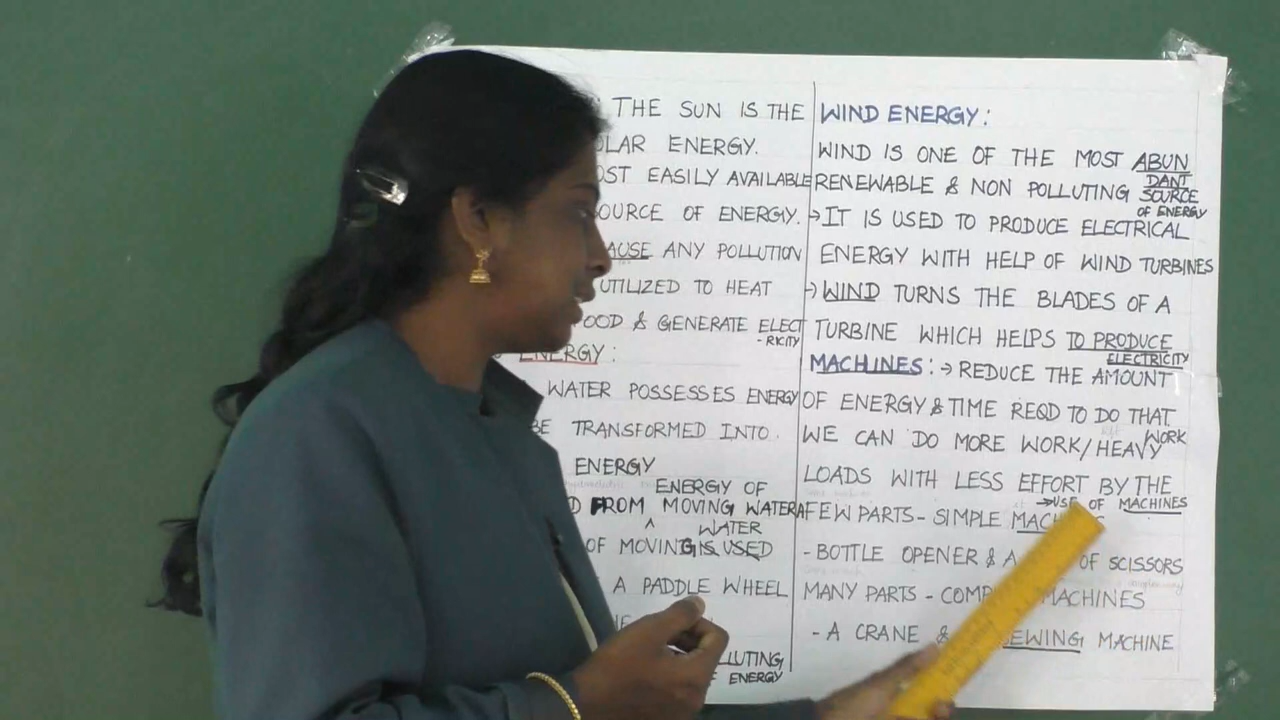 THE SUN IS THE
OLAR ENERGY.
OST EASILY AVAILABLE
OURCE OF ENERGY.
AUSE ANY POLLUTION
UTILIZED TO HEAT
FOOD & GENERATE ELECT
-RICITY
ENERGY:
WATER POSSESSES ENERGY
BE TRANSFORMED INTO
ENERGY
ENERGY OF
D FROM MOVING WATER
^ WATER
OF MOVING IS USED
A PADDLE WHEEL
LLUTING
F ENERGY
WIND ENERGY:
WIND IS ONE OF THE MOST ABUN
DANT
RENEWABLE & NON POLLUTING SOURCE
OF ENERGY
→ IT IS USED TO PRODUCE ELECTRICAL
ENERGY WITH HELP OF WIND TURBINES
→ WIND TURNS THE BLADES OF A
TURBINE WHICH HELPS TO PRODUCE
ELECTRICITY
MACHINES: → REDUCE THE AMOUNT
OF ENERGY & TIME REQD TO DO THAT
WORK
WE CAN DO MORE WORK/HEAVY
LOADS WITH LESS EFFORT BY THE
→ USE OF MACHINES
A FEW PARTS - SIMPLE MAC
- BOTTLE OPENER & A OF SCISSORS
MANY PARTS - COMP MACHINES
- A CRANE & SEWING MACHINE